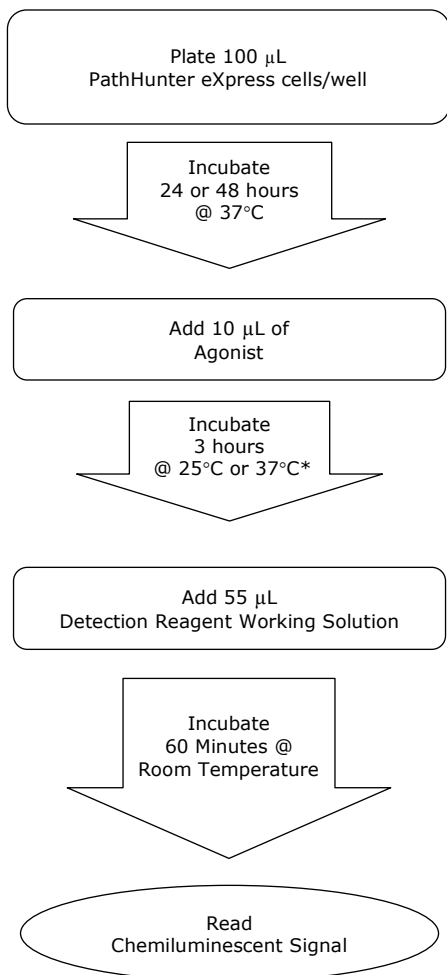 Plate 100 μL
PathHunter eXpress cells/well
Incubate
24 or 48 hours
@ 37°C
Add 10 μL of
Agonist
Incubate
3 hours
@ 25°C or 37°C*
Add 55 μL
Detection Reagent Working Solution
Incubate
60 Minutes @
Room Temperature
Read
Chemiluminescent Signal